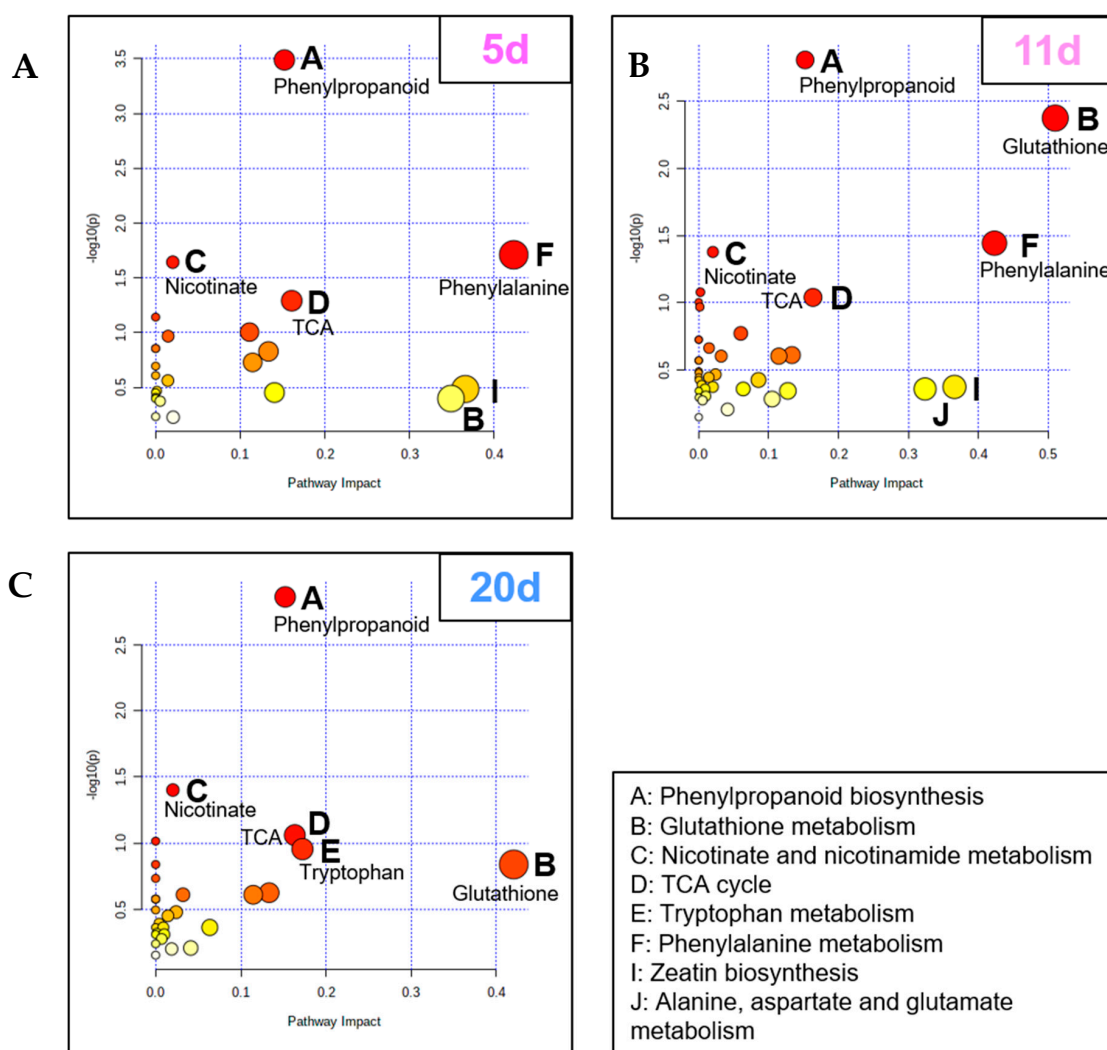 A
5d
3.5
3.0
2.5
2.0
1.5
1.0
0.5
-log10(p)
A
Phenylpropanoid
F
Phenylalanine
C
Nicotinate
D
TCA
I
B
0.0 0.1 0.2 0.3 0.4
Pathway Impact
B
11d
2.5
2.0
1.5
1.0
0.5
-log10(p)
A
Phenylpropanoid
B
Glutathione
F
Phenylalanine
C
Nicotinate
TCA D
J
I
0.0 0.1 0.2 0.3 0.4 0.5
Pathway Impact
C
20d
2.5
2.0
1.5
1.0
0.5
-log10(p)
A
Phenylpropanoid
C
Nicotinate
TCA D
E
Tryptophan
B
Glutathione
0.0 0.1 0.2 0.3 0.4
Pathway Impact
A: Phenylpropanoid biosynthesis
B: Glutathione metabolism
C: Nicotinate and nicotinamide metabolism
D: TCA cycle
E: Tryptophan metabolism
F: Phenylalanine metabolism
I: Zeatin biosynthesis
J: Alanine, aspartate and glutamate
metabolism